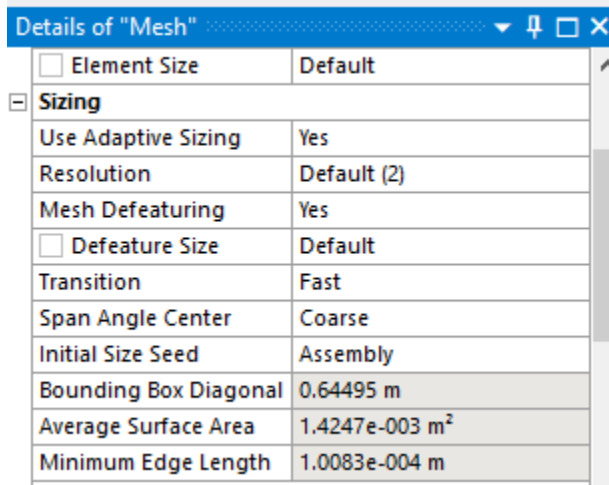 Details of "Mesh"
Element Size Default
Sizing
Use Adaptive Sizing Yes
Resolution Default (2)
Mesh Defeaturing Yes
Defeature Size Default
Transition Fast
Span Angle Center Coarse
Initial Size Seed Assembly
Bounding Box Diagonal 0.64495 m
Average Surface Area 1.4247e-003 m²
Minimum Edge Length 1.0083e-004 m